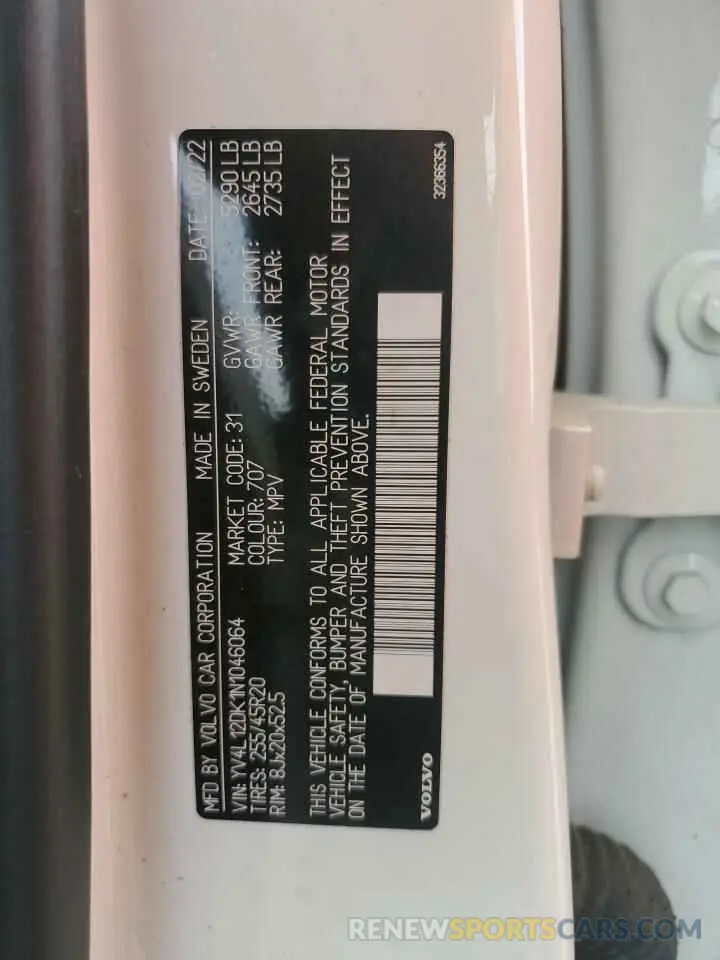 MFD BY VOLVO CAR CORPORATION MADE IN SWEDEN DATE: 02/22
VIN: YV4L12DK1N1046064 MARKET CODE: 31 GVWR: 5290 LB
TIRES: 255/45R20 COLOUR: 707 GAWR FRONT: 2645 LB
RIM: 8Jx20x52.5 TYPE: MPV GAWR REAR: 2735 LB
THIS VEHICLE CONFORMS TO ALL APPLICABLE FEDERAL MOTOR
VEHICLE SAFETY, BUMPER AND THEFT PREVENTION STANDARDS IN EFFECT
ON THE DATE OF MANUFACTURE SHOWN ABOVE.
VOLVO 32366354
RENEWSPORTSCARS.COM